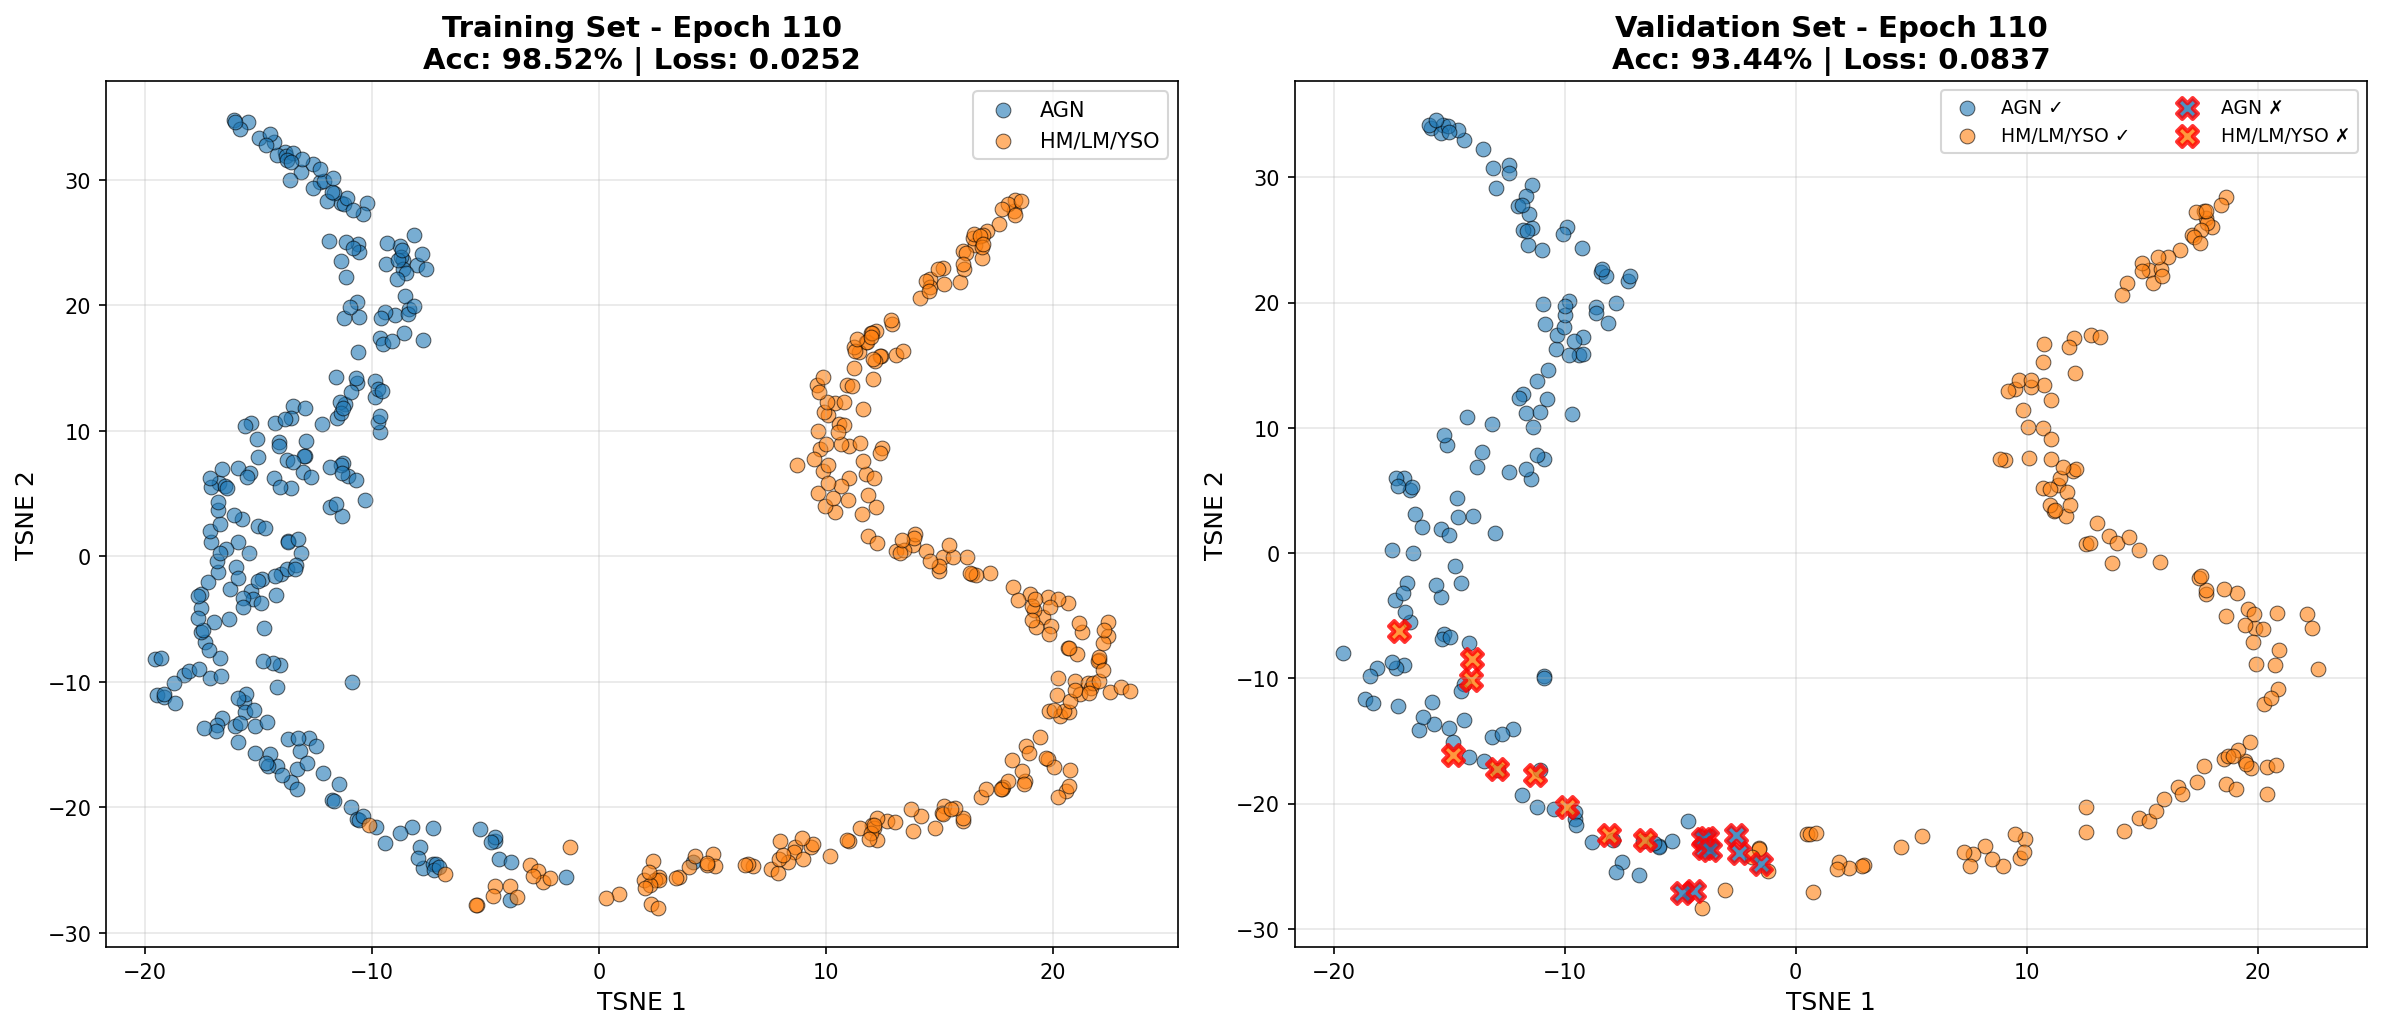 Training Set - Epoch 110
Acc: 98.52% | Loss: 0.0252
AGN
HM/LM/YSO
30
20
10
0
−10
−20
−30
TSNE 2
−20
−10
0
10
20
TSNE 1
Validation Set - Epoch 110
Acc: 93.44% | Loss: 0.0837
AGN ✓
AGN ✗
HM/LM/YSO ✓
HM/LM/YSO ✗
30
20
10
0
−10
−20
−30
TSNE 2
−20
−10
0
10
20
TSNE 1